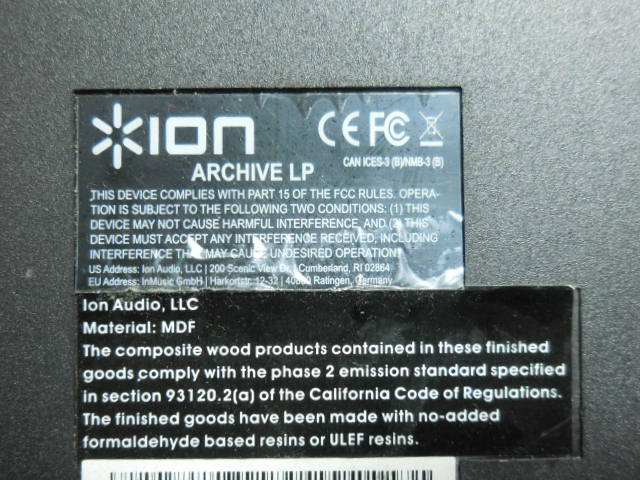 ION
CE FC
CAN ICES-3 (B)/NMB-3 (B)
ARCHIVE LP
THIS DEVICE COMPLIES WITH PART 15 OF THE FCC RULES. OPERA-
TION IS SUBJECT TO THE FOLLOWING TWO CONDITIONS: (1) THIS
DEVICE MAY NOT CAUSE HARMFUL INTERFERENCE, AND (2) THIS
DEVICE MUST ACCEPT ANY INTERFERENCE RECEIVED, INCLUDING
INTERFERENCE THAT MAY CAUSE UNDESIRED OPERATION.
US Address: Ion Audio, LLC | 200 Scenic View Dr. | Cumberland, RI 02864
EU Address: InMusic GmbH | Harkortstr. 12-32 | 40880 Ratingen, Germany
Ion Audio, LLC
Material: MDF
The composite wood products contained in these finished
goods comply with the phase 2 emission standard specified
in section 93120.2(a) of the California Code of Regulations.
The finished goods have been made with no-added
formaldehyde based resins or ULEF resins.